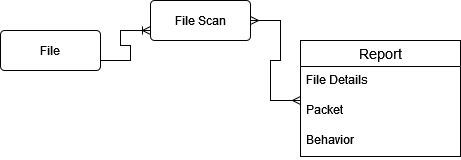 File
File Scan
Report
File Details
Packet
Behavior